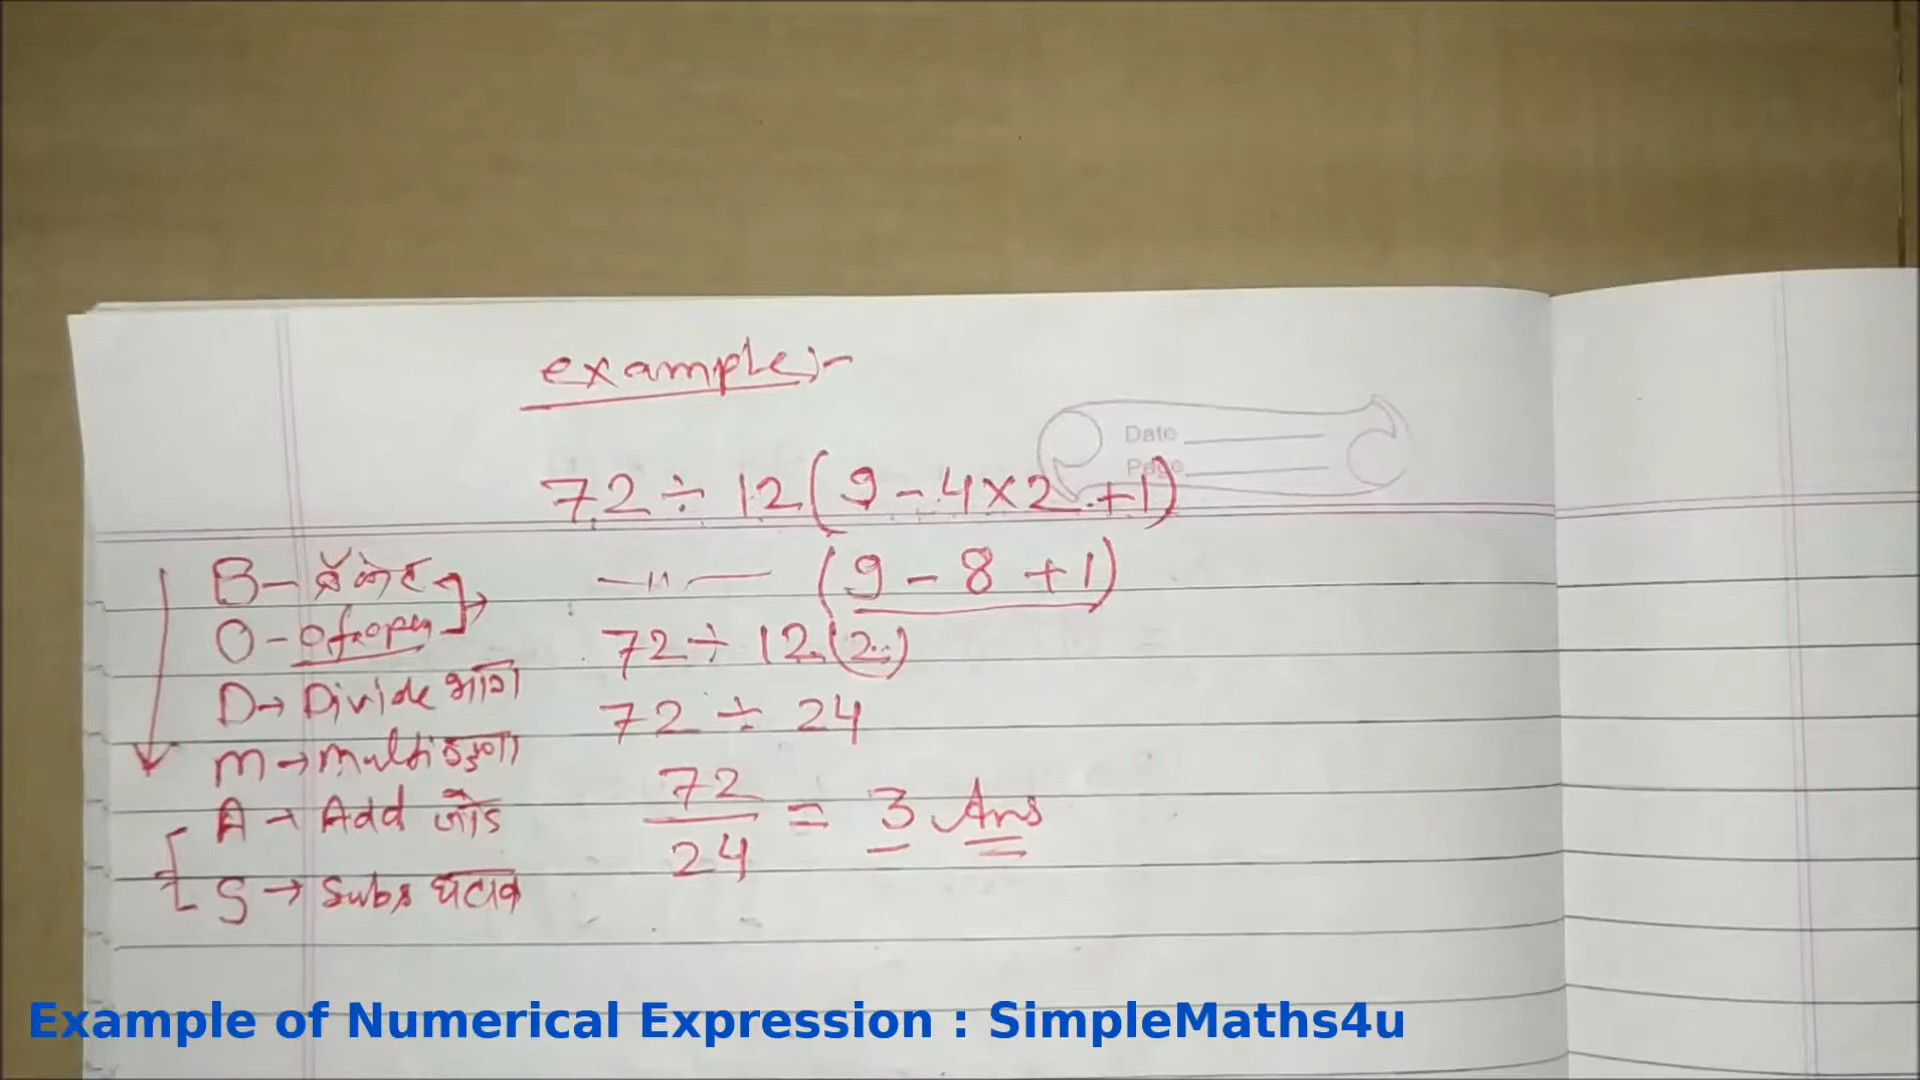 example:-
Date
Page
72 ÷ 12(9-4×2+1)
B- ब्रैकेट
O- of open
D→ Divide भाग
M→ Multi गुणा
A→ Add जोड
S→ Subs घटाव
—"— (9 - 8 + 1)
72 ÷ 12(2)
72 ÷ 24
72
24
= 3 Ans
Example of Numerical Expression : SimpleMaths4u